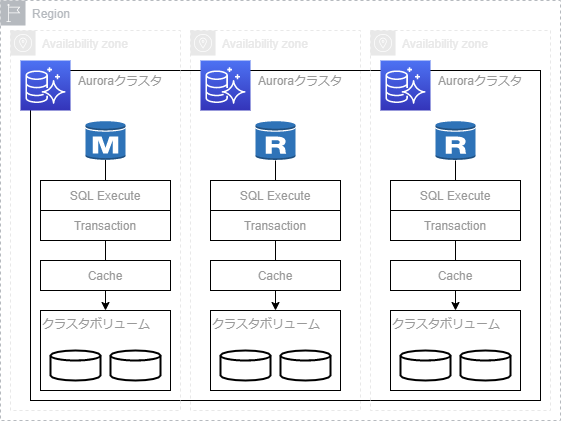 Region
Availability zone
Availability zone
Availability zone
Auroraクラスタ
Auroraクラスタ
Auroraクラスタ
M
R
R
SQL Execute
SQL Execute
SQL Execute
Transaction
Transaction
Transaction
Cache
Cache
Cache
クラスタボリューム
クラスタボリューム
クラスタボリューム